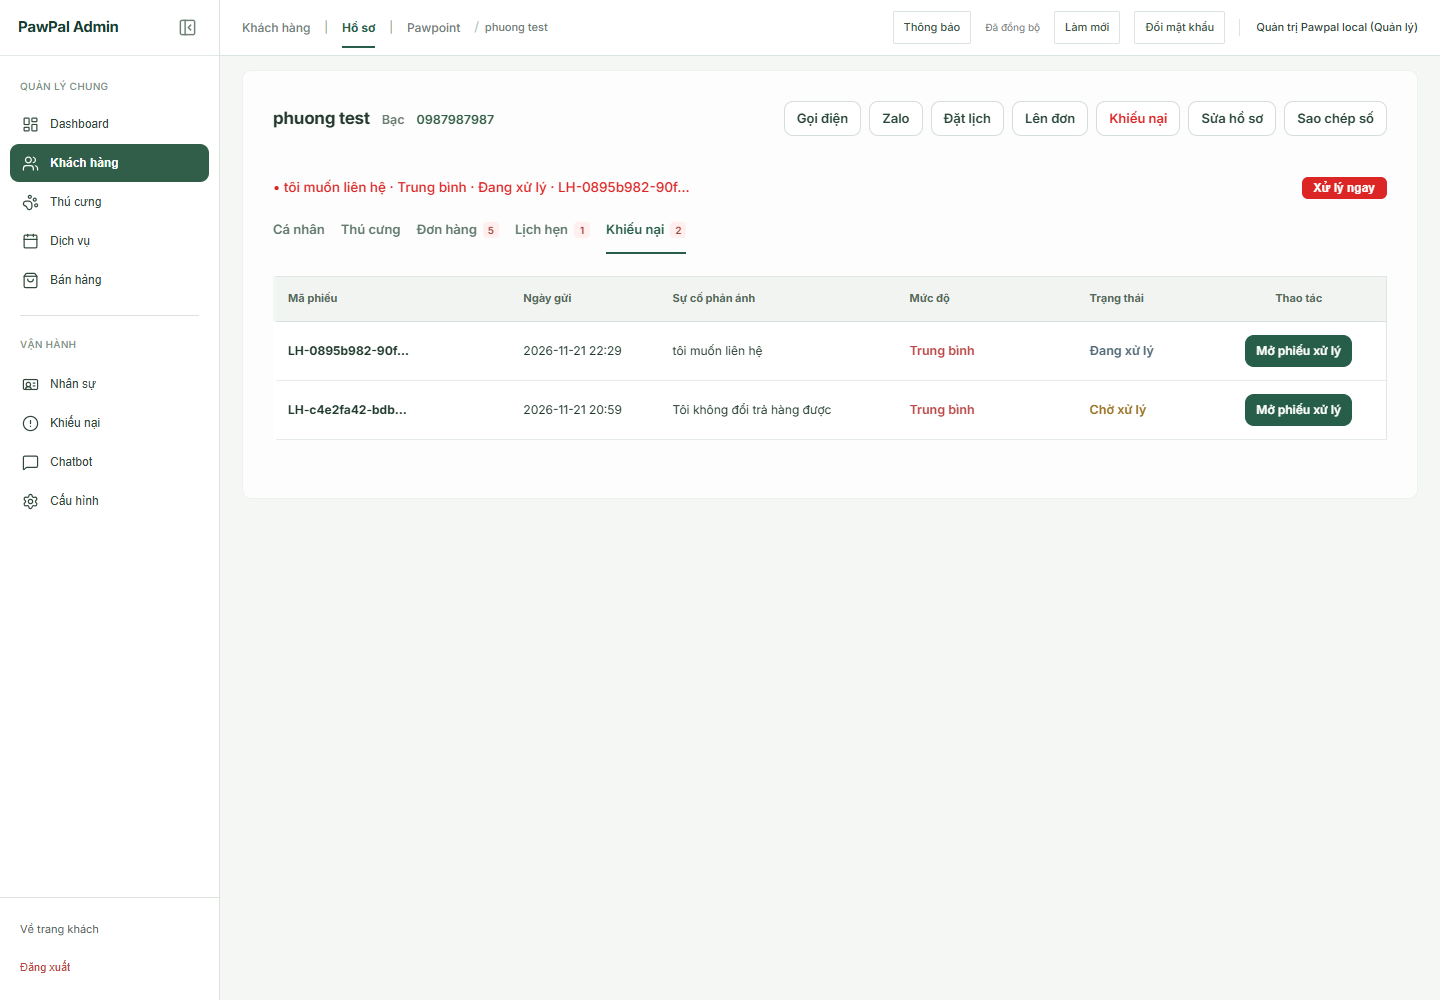 PawPal Admin
QUẢN LÝ CHUNG
Dashboard
Khách hàng
Thú cưng
Dịch vụ
Bán hàng
VẬN HÀNH
Nhân sự
Khiếu nại
Chatbot
Cấu hình
Về trang khách
Đăng xuất
Khách hàng | Hồ sơ | Pawpoint / phuong test
Thông báo Đã đồng bộ Làm mới Đổi mật khẩu Quản trị Pawpal local (Quản lý)
phuong test Bạc 0987987987
Gọi điện Zalo Đặt lịch Lên đơn Khiếu nại Sửa hồ sơ Sao chép số
• tôi muốn liên hệ · Trung bình · Đang xử lý · LH-0895b982-90f...
Xử lý ngay
Cá nhân Thú cưng Đơn hàng 5 Lịch hẹn 1 Khiếu nại 2
Mã phiếu Ngày gửi Sự cố phản ánh Mức độ Trạng thái Thao tác
LH-0895b982-90f... 2026-11-21 22:29 tôi muốn liên hệ Trung bình Đang xử lý Mở phiếu xử lý
LH-c4e2fa42-bdb... 2026-11-21 20:59 Tôi không đổi trả hàng được Trung bình Chờ xử lý Mở phiếu xử lý